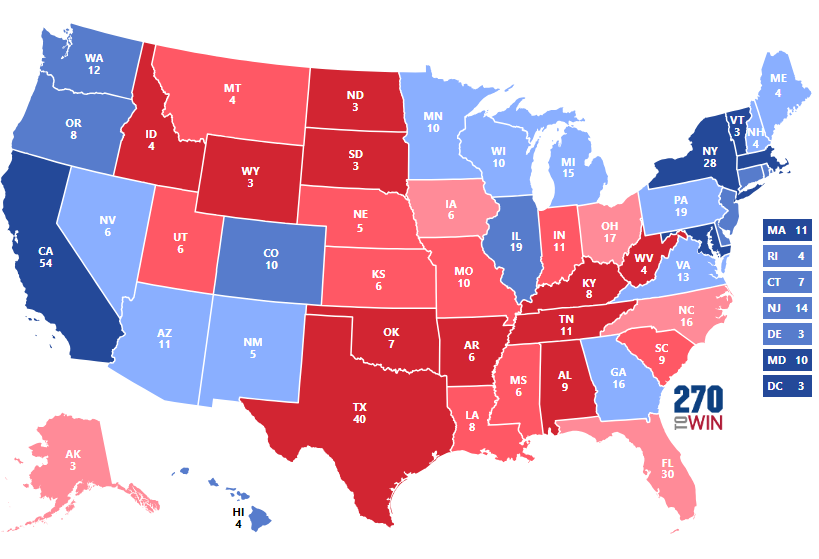 WA
12
OR
8
CA
54
NV
6
ID
4
MT
4
WY
3
UT
6
AZ
11
CO
10
NM
5
ND
3
SD
3
NE
5
KS
6
OK
7
TX
40
MN
10
IA
6
MO
10
AR
6
LA
8
WI
10
IL
19
MI
15
IN
11
OH
17
KY
8
TN
11
MS
6
AL
9
GA
16
FL
30
SC
9
NC
16
VA
13
WV
4
PA
19
NY
28
VT
3
NH
4
ME
4
MA 11
RI 4
CT 7
NJ 14
DE 3
MD 10
DC 3
AK
3
HI
4
270
TO WIN